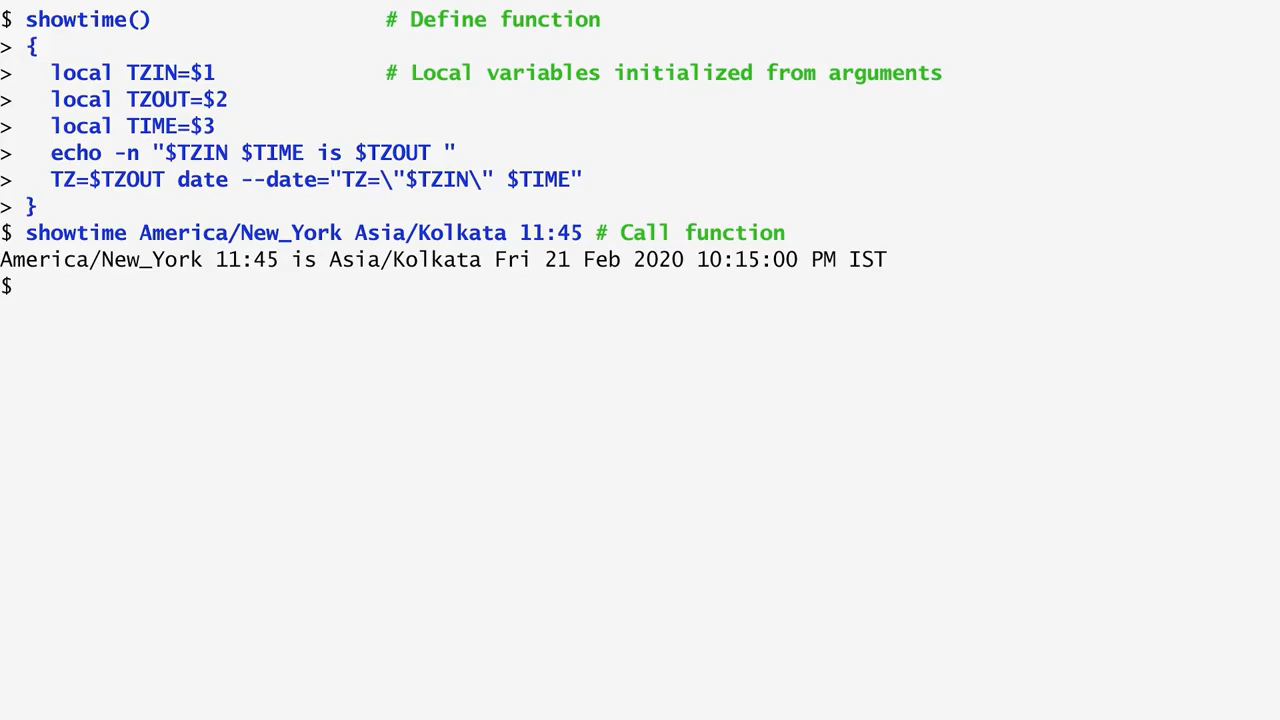 $ showtime()                  # Define function
> {
>   local TZIN=$1             # Local variables initialized from arguments
>   local TZOUT=$2
>   local TIME=$3
>   echo -n "$TZIN $TIME is $TZOUT "
>   TZ=$TZOUT date --date="TZ=\"$TZIN\" $TIME"
> }
$ showtime America/New_York Asia/Kolkata 11:45 # Call function
America/New_York 11:45 is Asia/Kolkata Fri 21 Feb 2020 10:15:00 PM IST
$